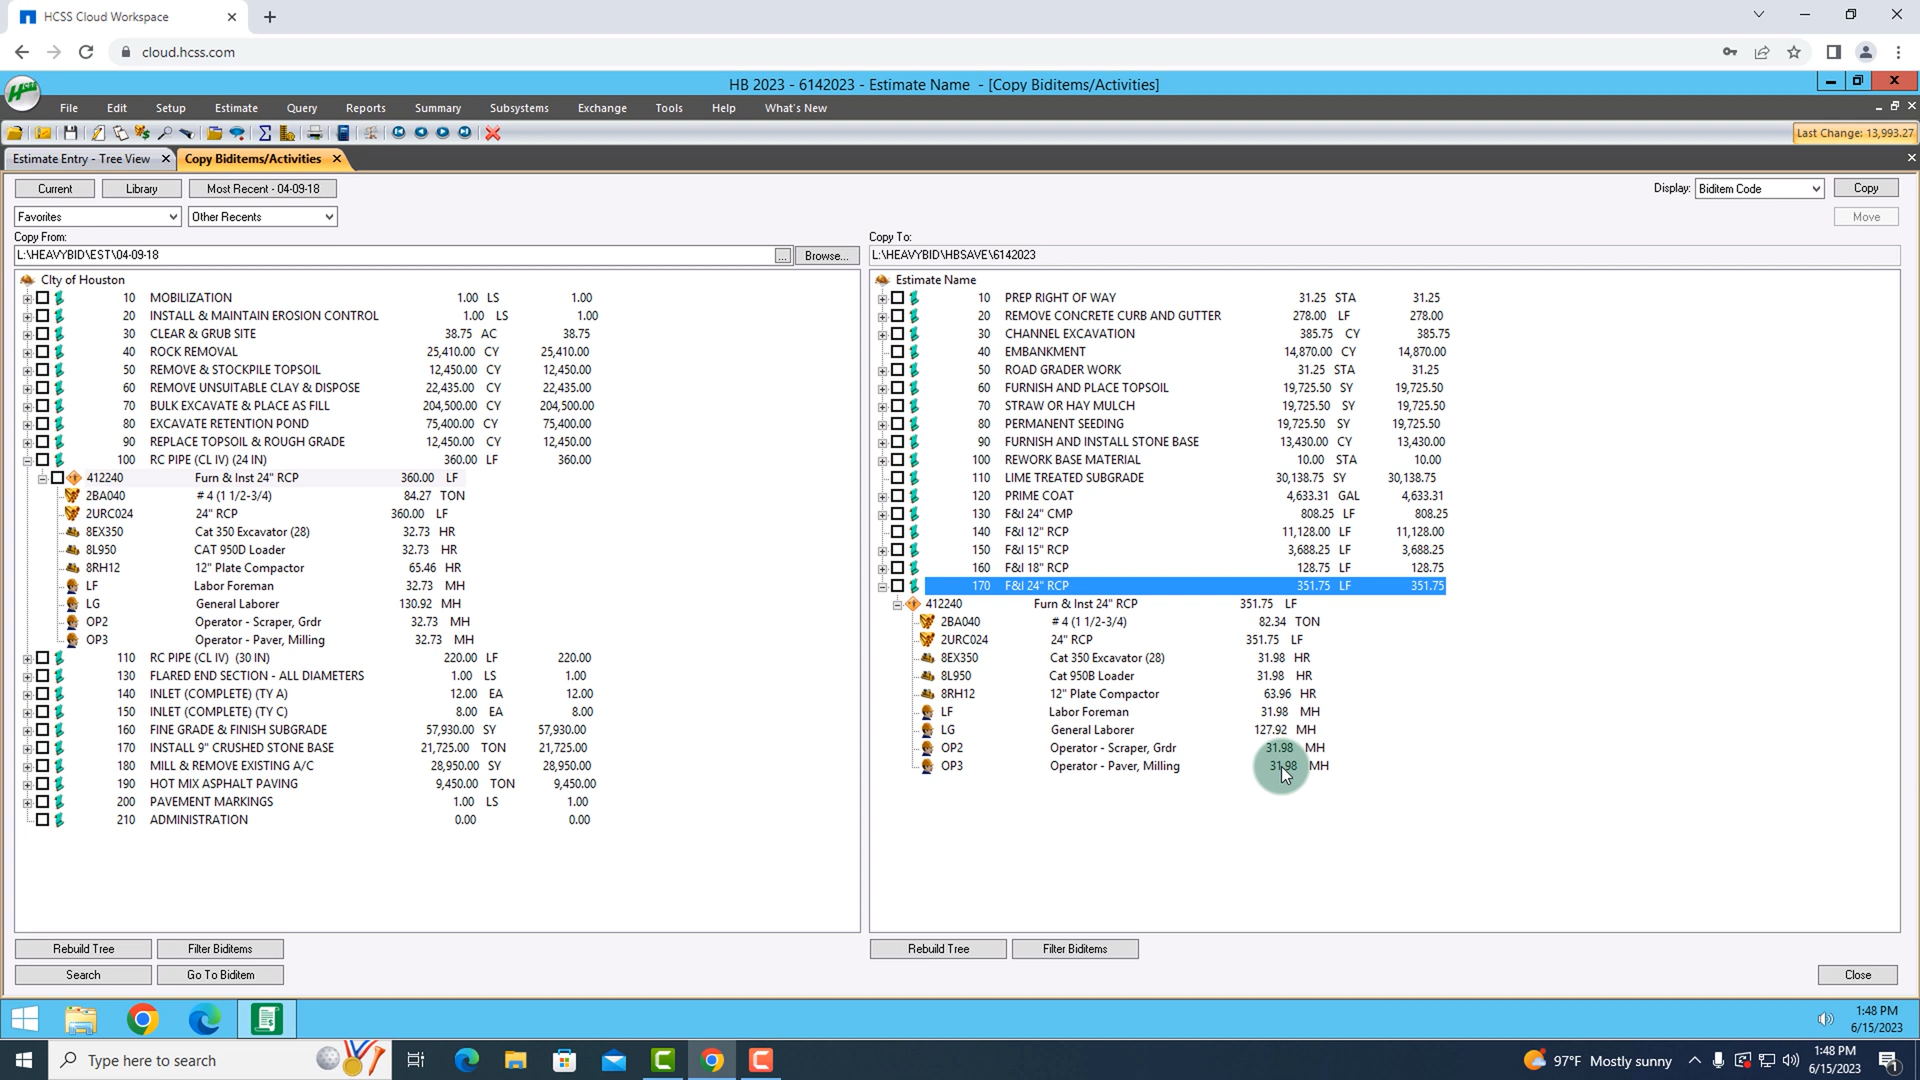 HCSS Cloud Workspace
cloud.hcss.com
HB 2023 - 6142023 - Estimate Name - [Copy Biditems/Activities]
File Edit Setup Estimate Query Reports Summary Subsystems Exchange Tools Help What's New
Last Change: 13,993.27
Estimate Entry - Tree View Copy Biditems/Activities
Current Library Most Recent - 04-09-18 Display: Biditem Code Copy
Favorites Other Recents Move
Copy From: Copy To:
L:\HEAVYBID\EST\04-09-18 ... Browse... L:\HEAVYBID\HBSAVE\6142023
CIty of Houston
10 MOBILIZATION 1.00 LS 1.00
20 INSTALL & MAINTAIN EROSION CONTROL 1.00 LS 1.00
30 CLEAR & GRUB SITE 38.75 AC 38.75
40 ROCK REMOVAL 25,410.00 CY 25,410.00
50 REMOVE & STOCKPILE TOPSOIL 12,450.00 CY 12,450.00
60 REMOVE UNSUITABLE CLAY & DISPOSE 22,435.00 CY 22,435.00
70 BULK EXCAVATE & PLACE AS FILL 204,500.00 CY 204,500.00
80 EXCAVATE RETENTION POND 75,400.00 CY 75,400.00
90 REPLACE TOPSOIL & ROUGH GRADE 12,450.00 CY 12,450.00
100 RC PIPE (CL IV) (24 IN) 360.00 LF 360.00
412240 Furn & Inst 24" RCP 360.00 LF
2BA040 # 4 (1 1/2-3/4) 84.27 TON
2URC024 24" RCP 360.00 LF
8EX350 Cat 350 Excavator (28) 32.73 HR
8L950 CAT 950D Loader 32.73 HR
8RH12 12" Plate Compactor 65.46 HR
LF Labor Foreman 32.73 MH
LG General Laborer 130.92 MH
OP2 Operator - Scraper, Grdr 32.73 MH
OP3 Operator - Paver, Milling 32.73 MH
110 RC PIPE (CL IV) (30 IN) 220.00 LF 220.00
130 FLARED END SECTION - ALL DIAMETERS 1.00 LS 1.00
140 INLET (COMPLETE) (TY A) 12.00 EA 12.00
150 INLET (COMPLETE) (TY C) 8.00 EA 8.00
160 FINE GRADE & FINISH SUBGRADE 57,930.00 SY 57,930.00
170 INSTALL 9" CRUSHED STONE BASE 21,725.00 TON 21,725.00
180 MILL & REMOVE EXISTING A/C 28,950.00 SY 28,950.00
190 HOT MIX ASPHALT PAVING 9,450.00 TON 9,450.00
200 PAVEMENT MARKINGS 1.00 LS 1.00
210 ADMINISTRATION 0.00 0.00
Estimate Name
10 PREP RIGHT OF WAY 31.25 STA 31.25
20 REMOVE CONCRETE CURB AND GUTTER 278.00 LF 278.00
30 CHANNEL EXCAVATION 385.75 CY 385.75
40 EMBANKMENT 14,870.00 CY 14,870.00
50 ROAD GRADER WORK 31.25 STA 31.25
60 FURNISH AND PLACE TOPSOIL 19,725.50 SY 19,725.50
70 STRAW OR HAY MULCH 19,725.50 SY 19,725.50
80 PERMANENT SEEDING 19,725.50 SY 19,725.50
90 FURNISH AND INSTALL STONE BASE 13,430.00 CY 13,430.00
100 REWORK BASE MATERIAL 10.00 STA 10.00
110 LIME TREATED SUBGRADE 30,138.75 SY 30,138.75
120 PRIME COAT 4,633.31 GAL 4,633.31
130 F&I 24" CMP 808.25 LF 808.25
140 F&I 12" RCP 11,128.00 LF 11,128.00
150 F&I 15" RCP 3,688.25 LF 3,688.25
160 F&I 18" RCP 128.75 LF 128.75
170 F&I 24" RCP 351.75 LF 351.75
412240 Furn & Inst 24" RCP 351.75 LF
2BA040 # 4 (1 1/2-3/4) 82.34 TON
2URC024 24" RCP 351.75 LF
8EX350 Cat 350 Excavator (28) 31.98 HR
8L950 Cat 950B Loader 31.98 HR
8RH12 12" Plate Compactor 63.96 HR
LF Labor Foreman 31.98 MH
LG General Laborer 127.92 MH
OP2 Operator - Scraper, Grdr 31.98 MH
OP3 Operator - Paver, Milling 31.98 MH
Rebuild Tree Filter Biditems Rebuild Tree Filter Biditems
Search Go To Biditem Close
1:48 PM
6/15/2023
Type here to search 97°F Mostly sunny
1:48 PM
6/15/2023
1